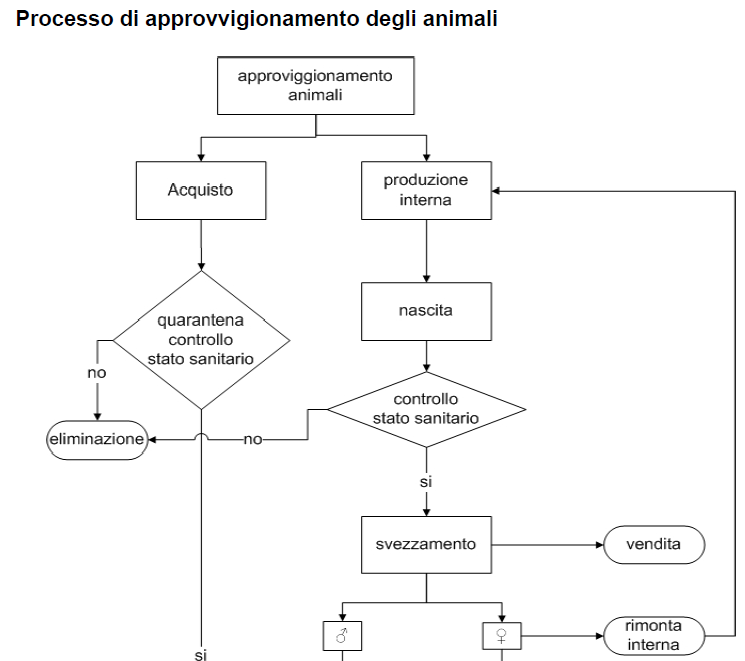 Processo di approvvigionamento degli animali
approviggionamento
animali
Acquisto
produzione
interna
nascita
quarantena
controllo
stato sanitario
no
controllo
stato sanitario
eliminazione
no
si
svezzamento
vendita
♂
♀
rimonta
interna
si